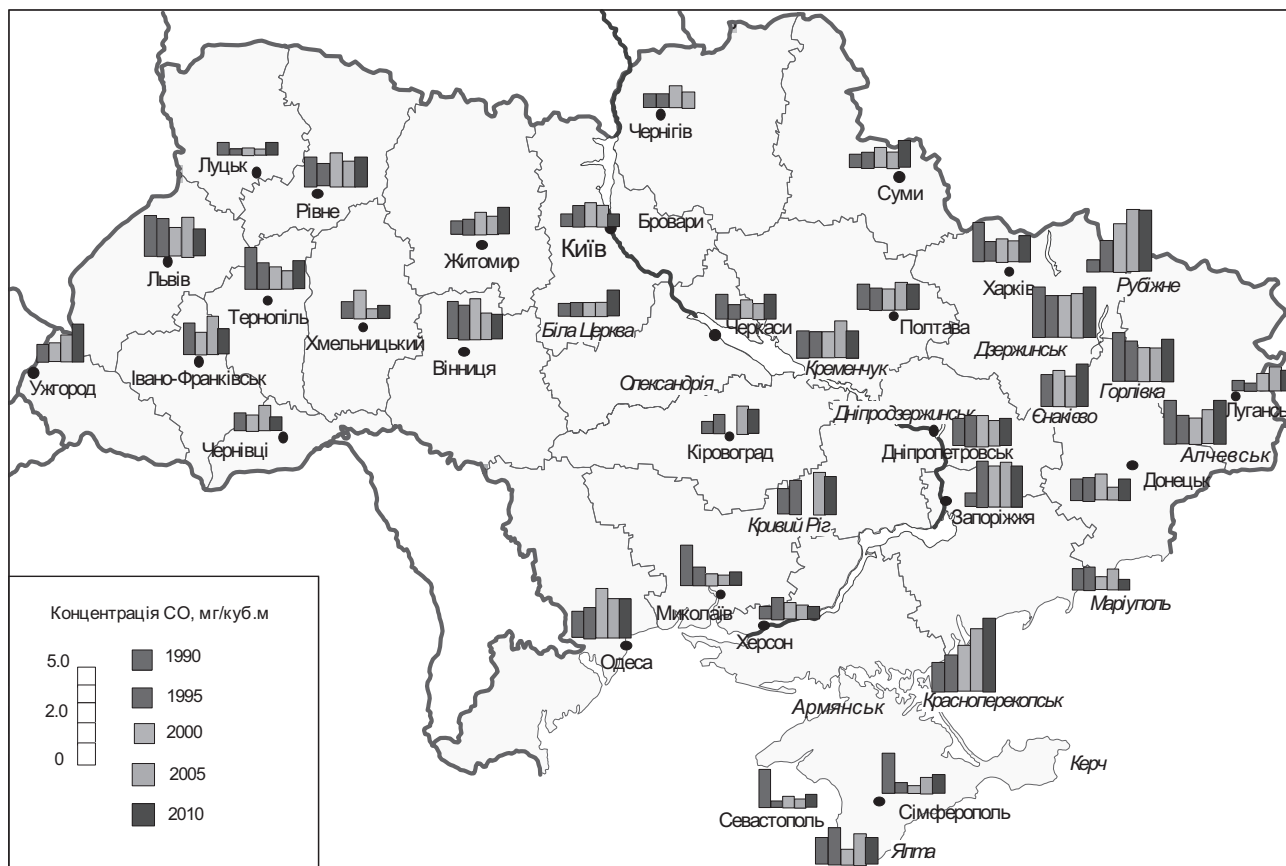 Чернігів
Луцьк
Суми
Рівне
Бровари
Київ
Житомир
Львів
Харків
Рубіжне
Тернопіль
Біла Церква
Черкаси
Полтава
Хмельницький
Дзержинськ
Вінниця
Кременчук
Івано-Франківськ
Ужгород
Олександрія
Горлівка
Єнакієво
Луганськ
Дніпродзержинськ
Чернівці
Кіровоград
Дніпропетровськ
Алчевськ
Донецьк
Запоріжжя
Кривий Ріг
Маріуполь
Миколаїв
Херсон
Одеса
Красноперекопськ
Армянськ
Керч
Севастополь
Сімферополь
Ялта
Концентрація CO, мг/куб.м
5.0
2.0
0
1990
1995
2000
2005
2010